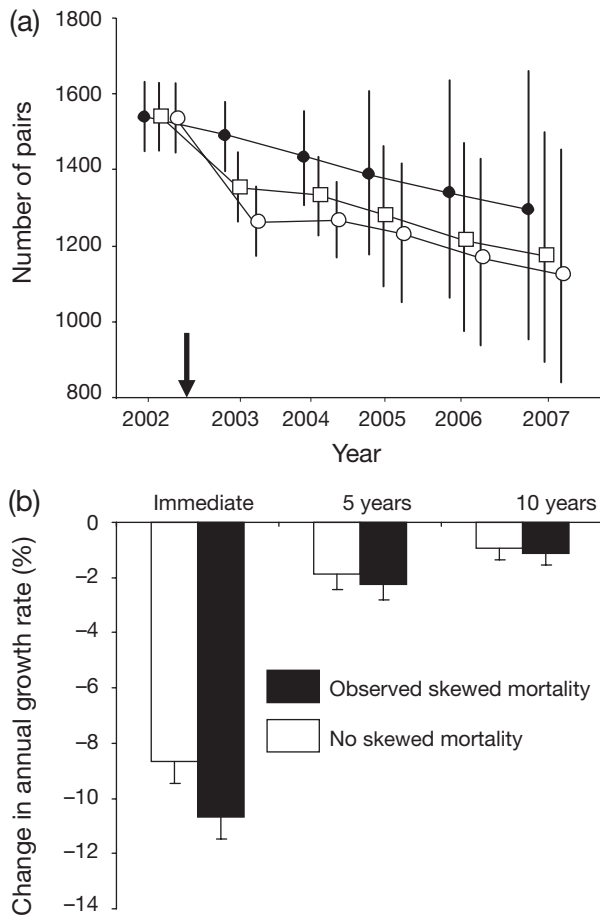 (a)
1800
1600
1400
1200
1000
800
Number of pairs
2002 2003 2004 2005 2006 2007
Year
(b)
Immediate 5 years 10 years
0
–2
–4
–6
–8
–10
–12
–14
Change in annual growth rate (%)
Observed skewed mortality
No skewed mortality